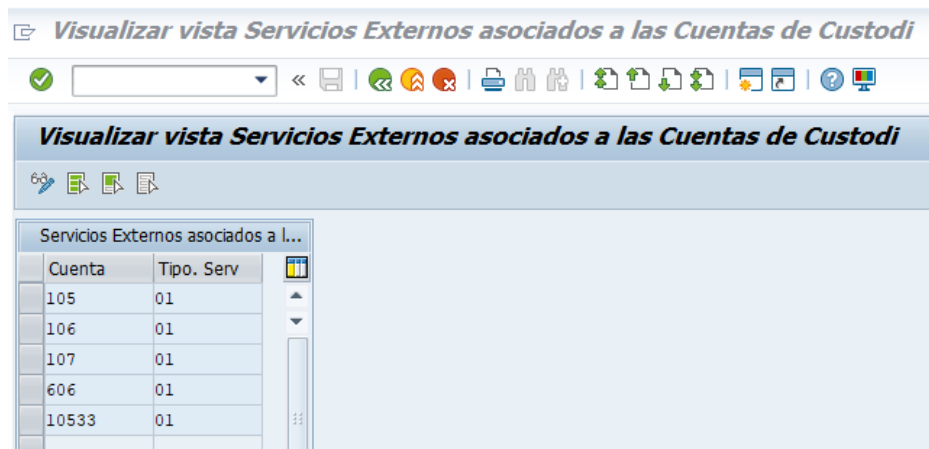 Visualizar vista Servicios Externos asociados a las Cuentas de Custodi
Visualizar vista Servicios Externos asociados a las Cuentas de Custodi
Servicios Externos asociados a l...
Cuenta Tipo. Serv
105 01
106 01
107 01
606 01
10533 01